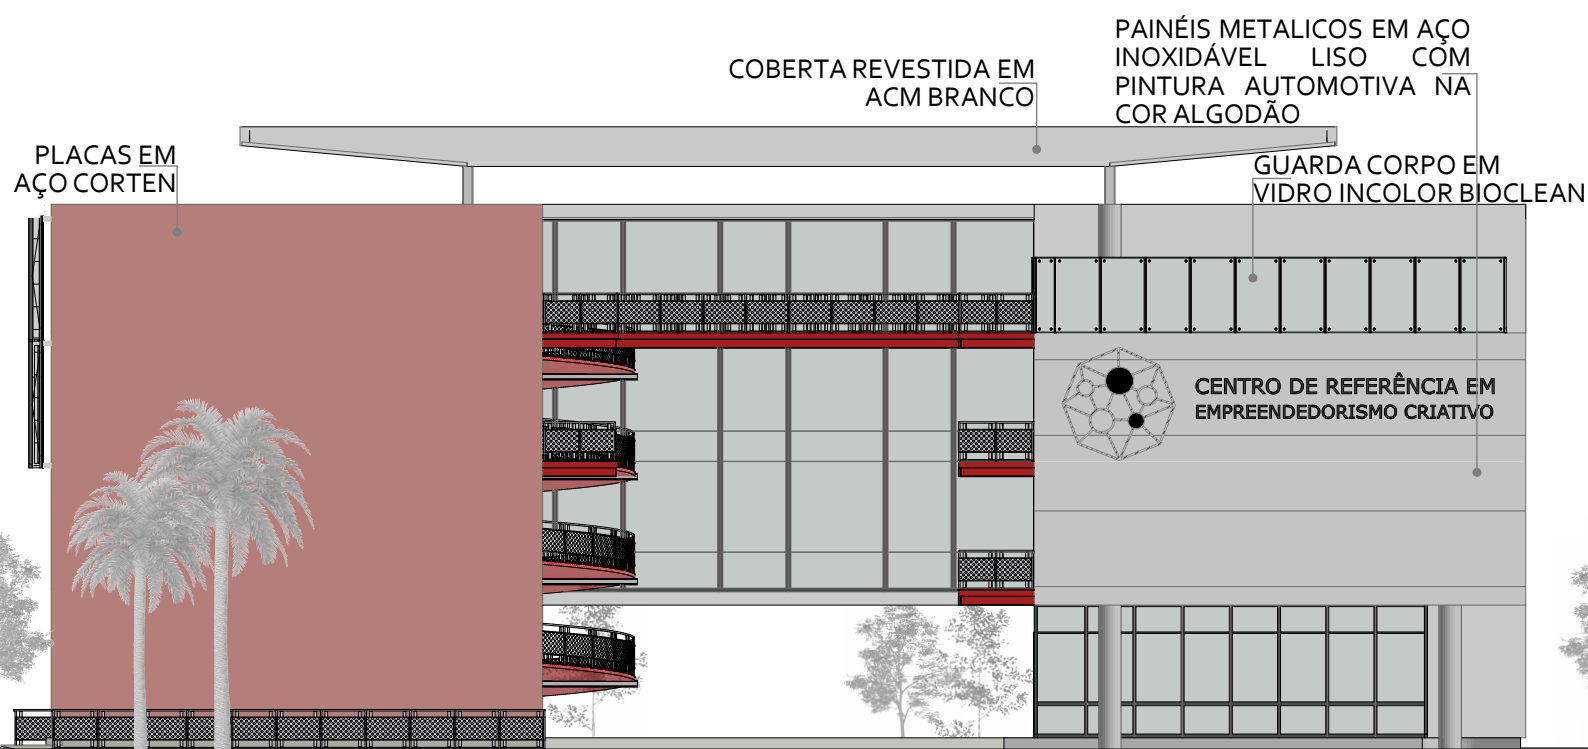 PAINÉIS METALICOS EM AÇO
INOXIDÁVEL LISO COM
PINTURA AUTOMOTIVA NA
COR ALGODÃO
COBERTA REVESTIDA EM
ACM BRANCO
PLACAS EM
AÇO CORTEN
GUARDA CORPO EM
VIDRO INCOLOR BIOCLEAN
CENTRO DE REFERÊNCIA EM
EMPREENDEDORISMO CRIATIVO